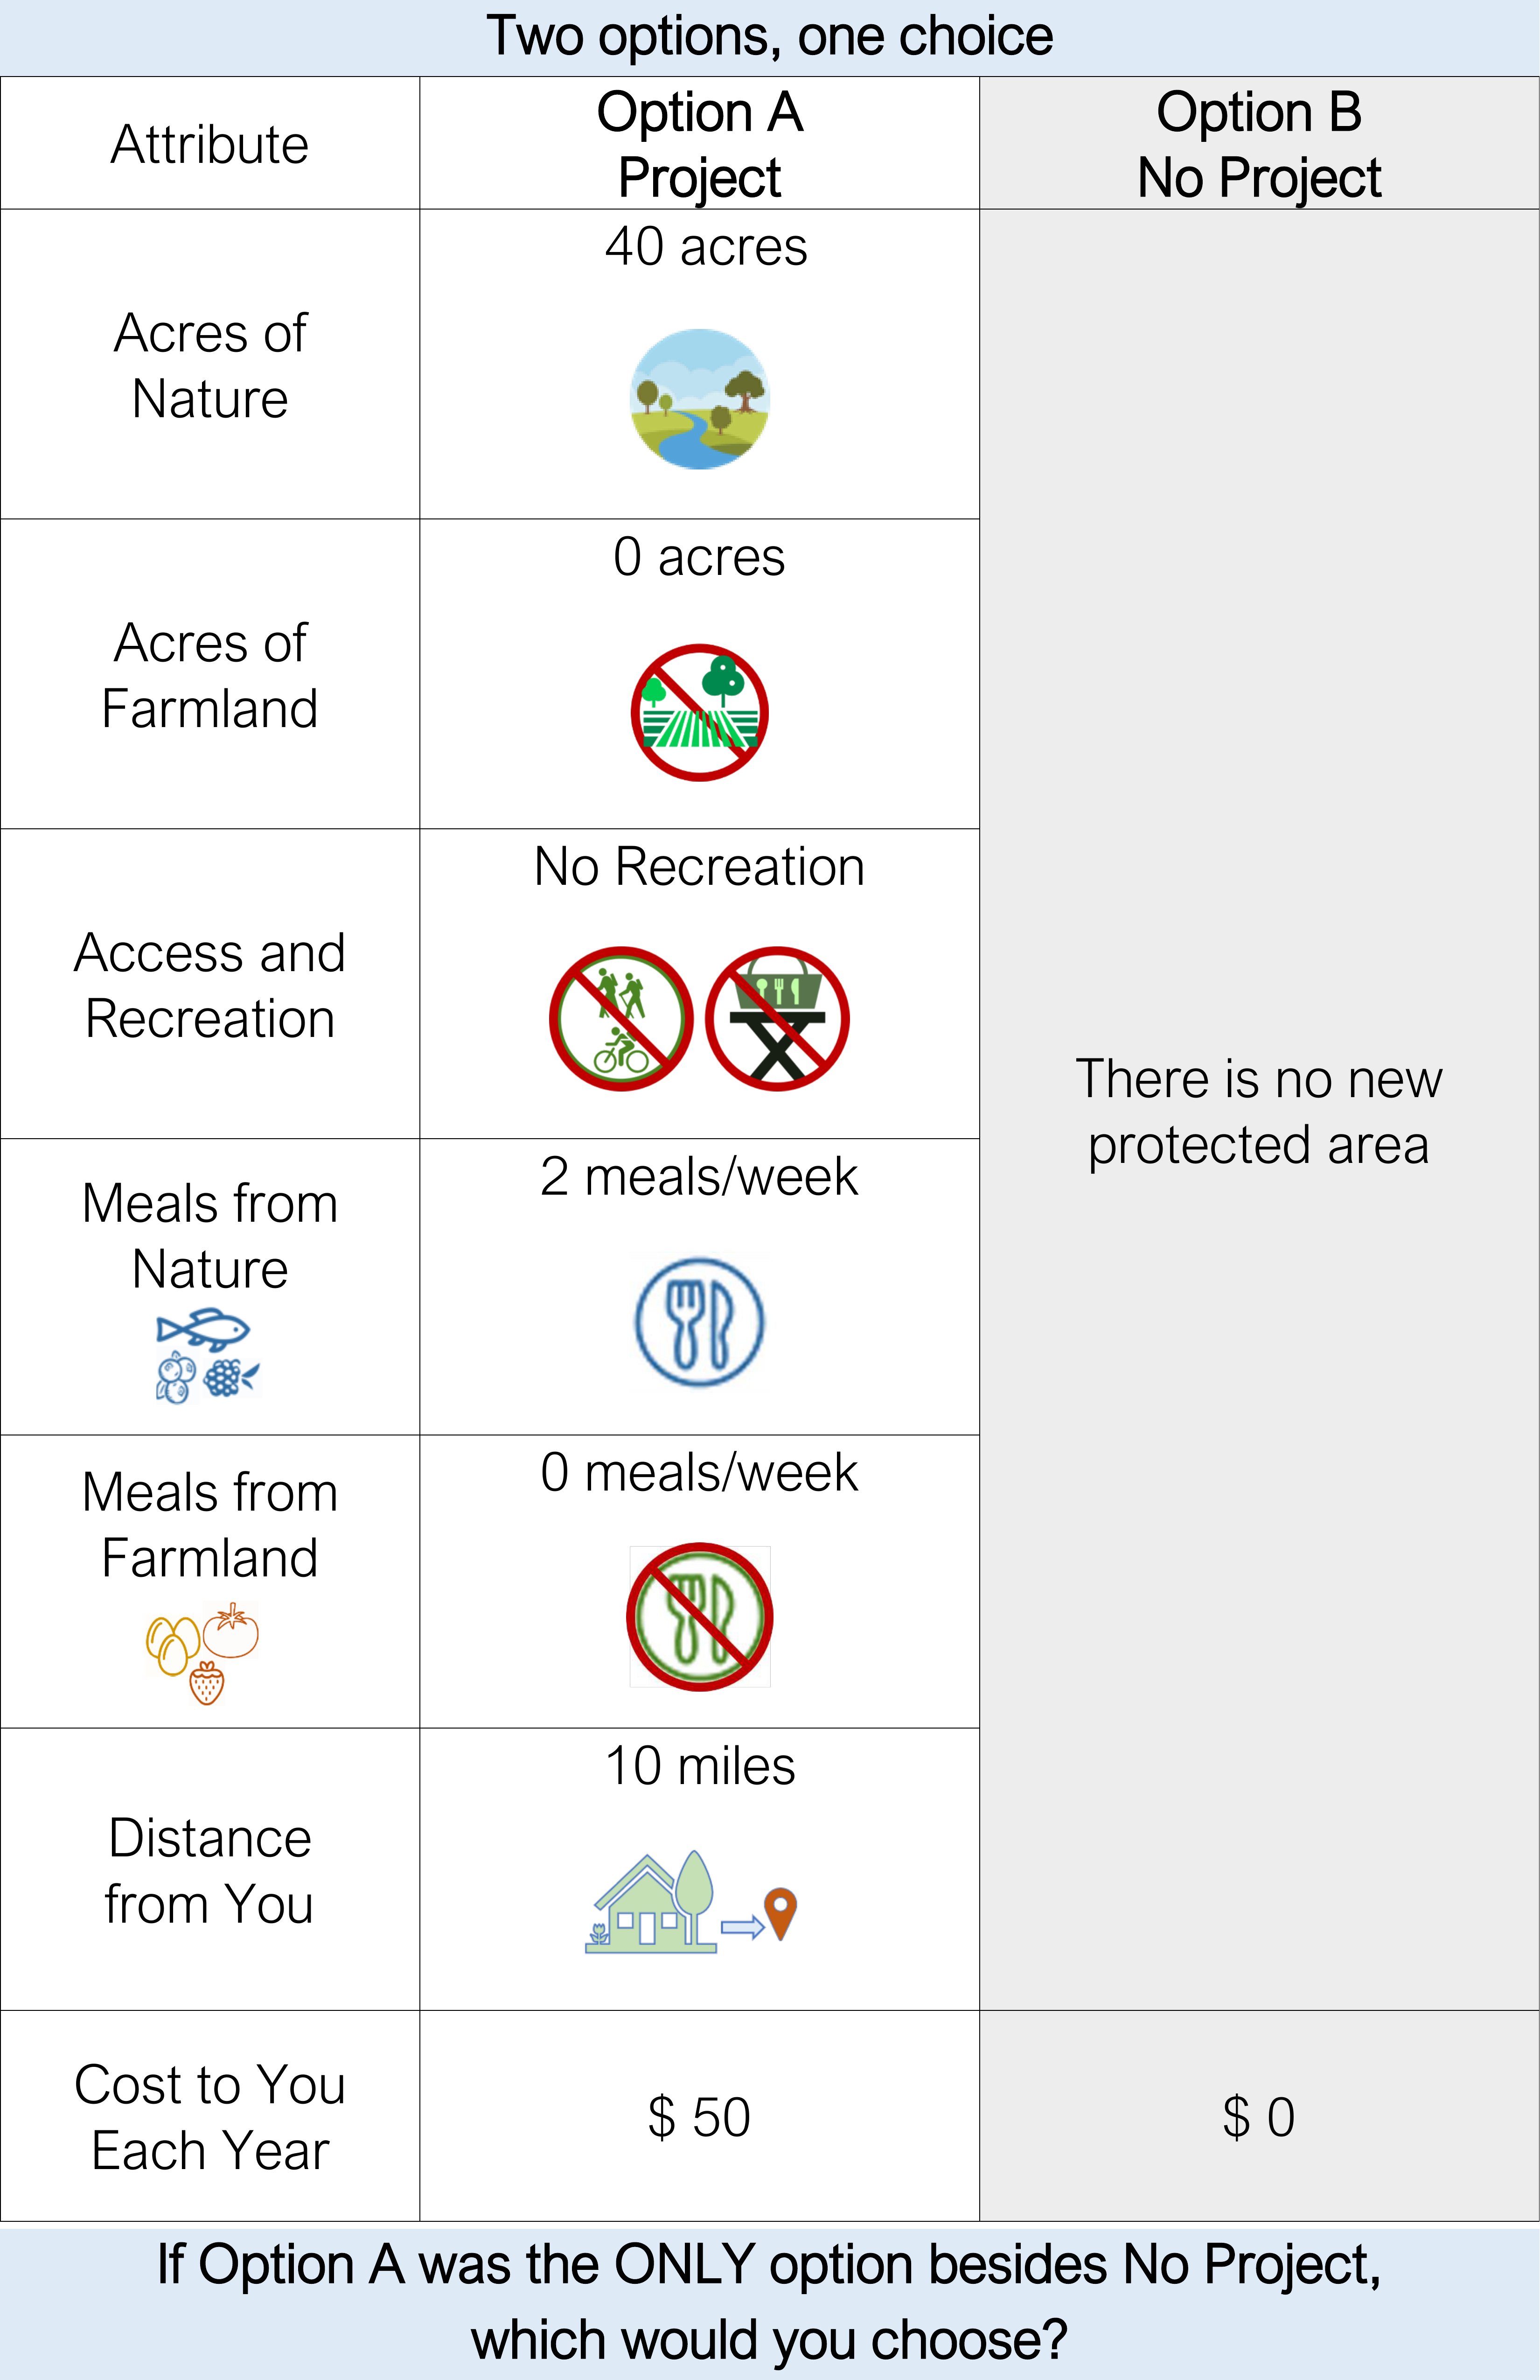 Two options, one choice
Attribute
Option A
Project
Option B
No Project
Acres of
Nature
40 acres
Acres of
Farmland
0 acres
Access and
Recreation
No Recreation
Meals from
Nature
2 meals/week
Meals from
Farmland
0 meals/week
Distance
from You
10 miles
There is no new
protected area
Cost to You
Each Year
$ 50
$ 0
If Option A was the ONLY option besides No Project,
which would you choose?